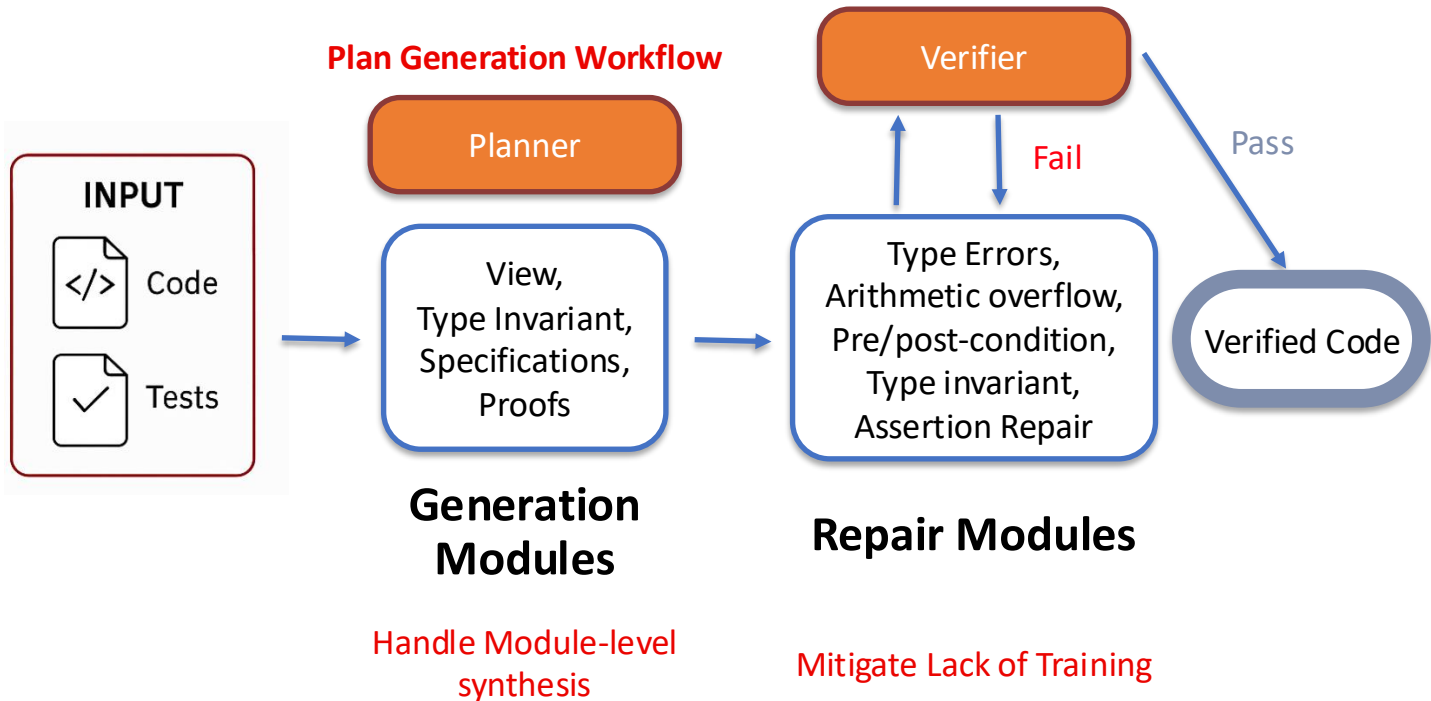 INPUT
</>
Code
Tests
Plan Generation Workflow
Planner
View,
Type Invariant,
Specifications,
Proofs
Generation
Modules
Handle Module-level
synthesis
Verifier
Fail
Pass
Type Errors,
Arithmetic overflow,
Pre/post-condition,
Type invariant,
Assertion Repair
Repair Modules
Mitigate Lack of Training
Verified Code